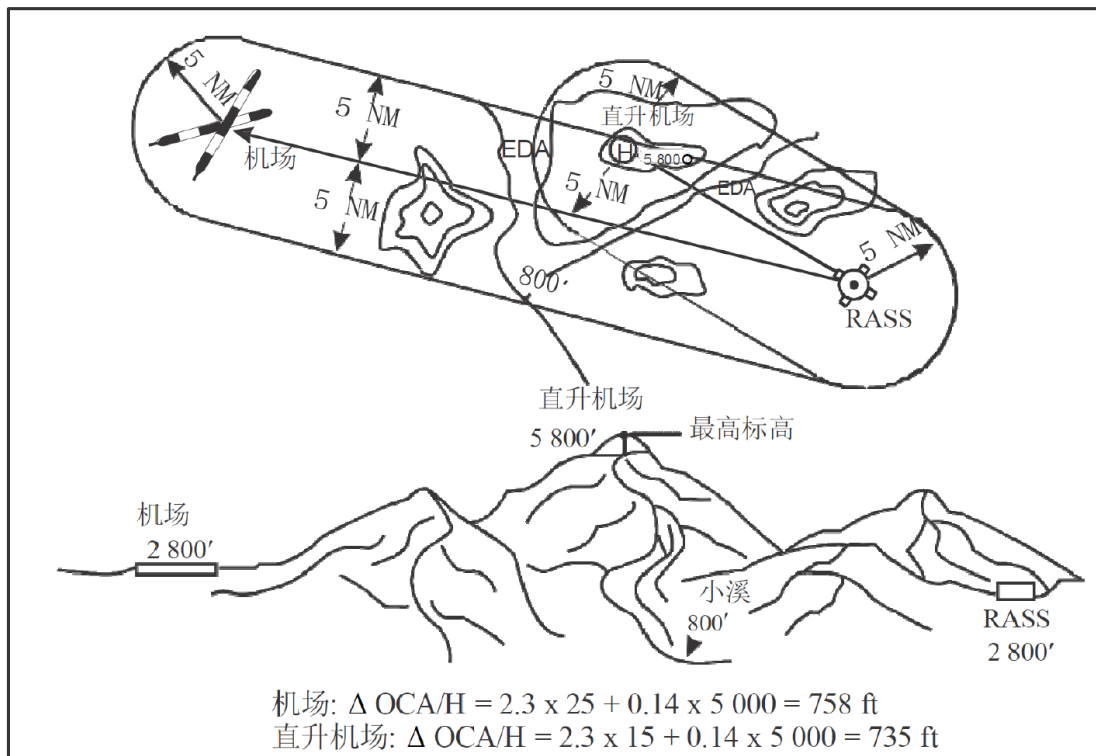 5 NM
5 NM
5 NM
机场
EDA
5 NM
直升机场
H
5 800
5 NM
EDA
5 NM
800′
RASS
直升机场
5 800′
最高标高
机场
2 800′
小溪
800′
RASS
2 800′
机场: Δ OCA/H = 2.3 x 25 + 0.14 x 5 000 = 758 ft
直升机场: Δ OCA/H = 2.3 x 15 + 0.14 x 5 000 = 735 ft